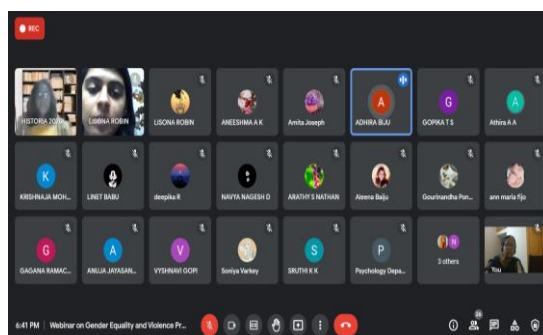 REC
HISTORIA 2020
LISONA ROBIN
LISONA ROBIN
ANEESHMA A K
Amita Joseph
A
ADHIRA BIJU
G
GOPIKA T S
A
Athira A A
K
KRISHNAJA MOH...
LINET BABU
deepika R
NAVYA NAGESH D
ARATHY S NATHAN
Aleena Baiju
Gourinandha Pon...
ann maria fijo
G
GAGANA RAMAC...
A
ANUJA JAYASAN...
V
VYSHNAVI GOPI
Soniya Varkey
S
SRUTHI K K
P
Psychology Depa...
N
3 others
You
6:41 PM | Webinar on Gender Equality and Violence Pr...
26